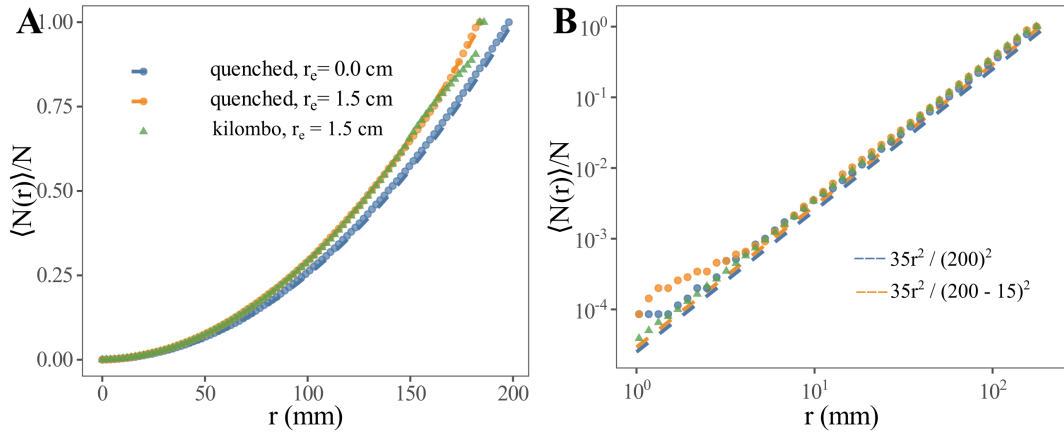 A
⟨N(r)⟩/N
1.00
0.75
0.50
0.25
0.00
quenched, rₑ= 0.0 cm
quenched, rₑ= 1.5 cm
kilombo, rₑ = 1.5 cm
0
50
100
150
200
r (mm)
B
⟨N(r)⟩/N
10⁰
10⁻¹
10⁻²
10⁻³
10⁻⁴
35r² / (200)²
35r² / (200 - 15)²
10⁰
10¹
10²
r (mm)